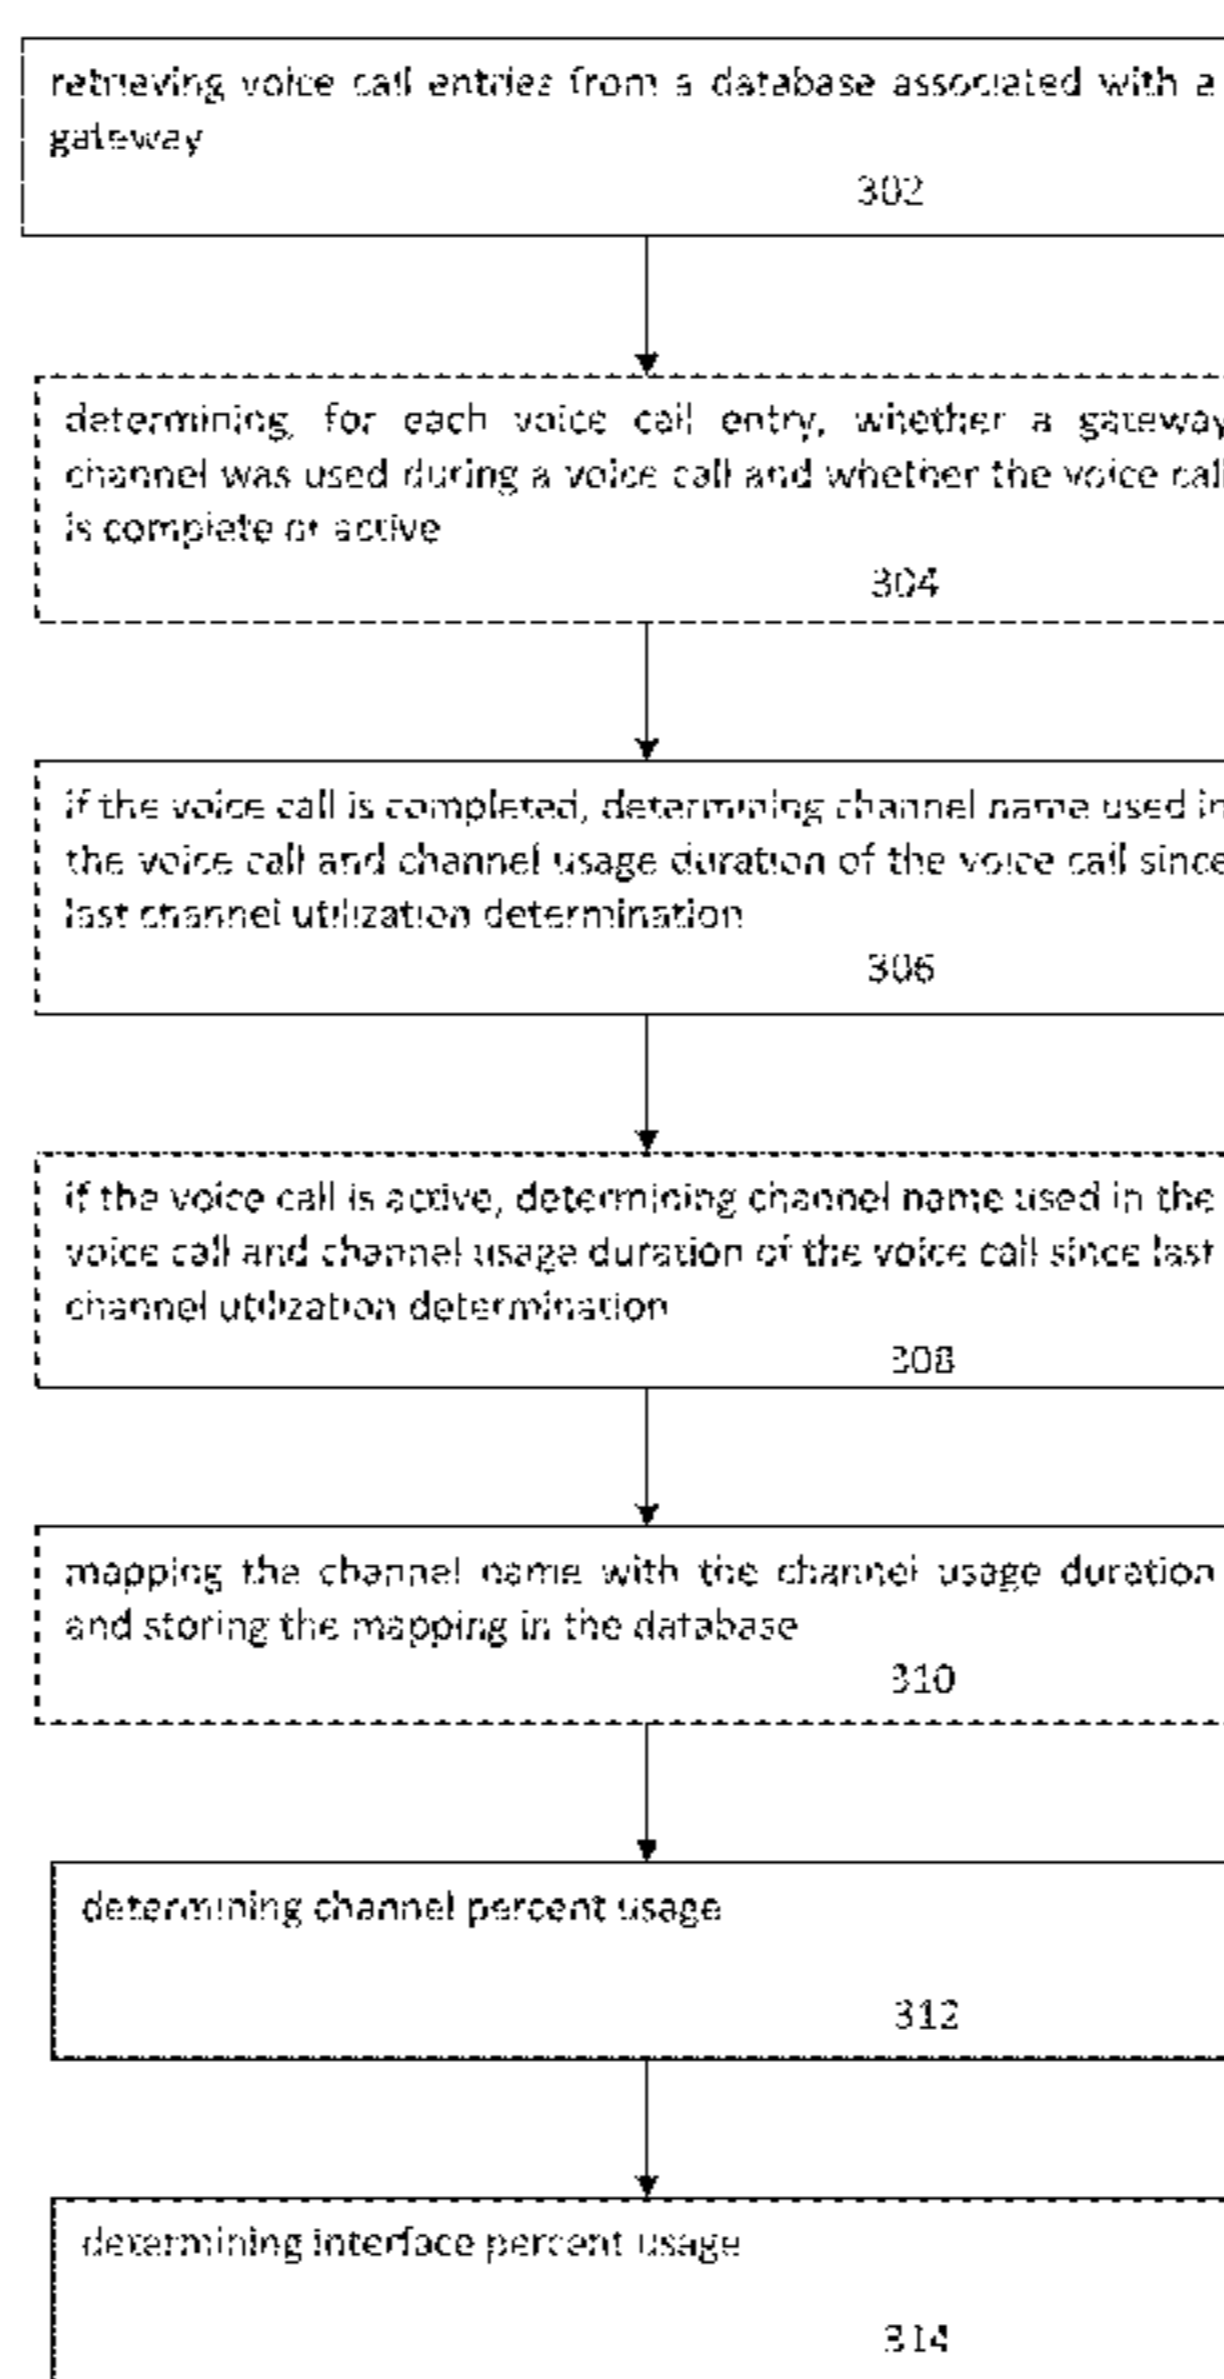 retrieving voice call entries from a database associated with a
gateway
302
determining, for each voice call entry, whether a gateway
channel was used during a voice call and whether the voice call
is complete or active
304
if the voice call is completed, determining channel name used in
the voice call and channel usage duration of the voice call since
last channel utilization determination
306
if the voice call is active, determining channel name used in the
voice call and channel usage duration of the voice call since last
channel utilization determination
308
mapping the channel name with the channel usage duration
and storing the mapping in the database
310
determining channel percent usage
312
determining interface percent usage
314